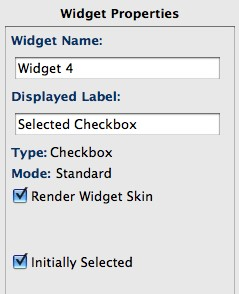 Widget Properties
Widget Name:
Widget 4
Displayed Label:
Selected Checkbox
Type: Checkbox
Mode: Standard
Render Widget Skin
Initially Selected